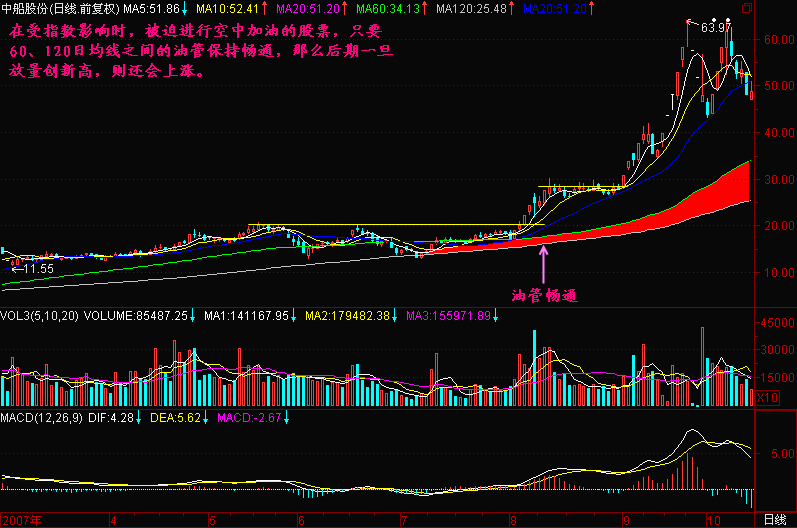 中船股份(日线.前复权) MA5:51.86↓ MA10:52.41↑ MA20:51.20↑ MA60:34.13↑ MA120:25.48↑ MA20:51.20↑
在受指数影响时，被迫进行空中加油的股票，只要
60、120日均线之间的油管保持畅通，那么后期一旦
放量创新高，则还会上涨。
63.97
60.00
50.00
40.00
30.00
20.00
←11.55
10.00
油管畅通
VOL3(5,10,20) VOLUME:85487.25↓ MA1:141167.95↓ MA2:179482.38↓ MA3:155971.89↓
45000
30000
15000
X10
MACD(12,26,9) DIF:4.28↓ DEA:5.62↓ MACD:-2.67↓
5.00
2007年 4 5 6 7 8 9 10 日线